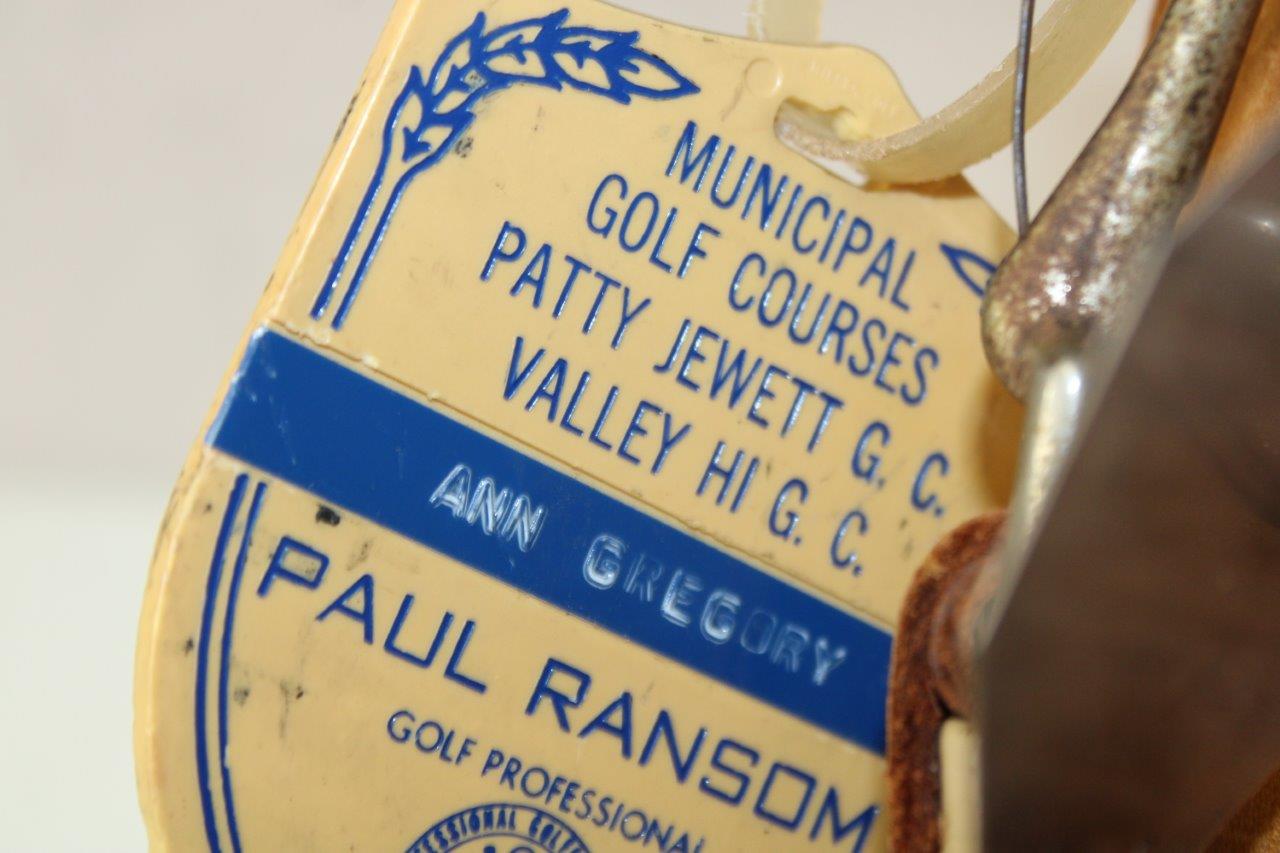 MUNICIPAL
GOLF COURSES
PATTY JEWETT G. C.
VALLEY HI G. C.
ANN GREGORY
PAUL RANSOM
GOLF PROFESSIONAL